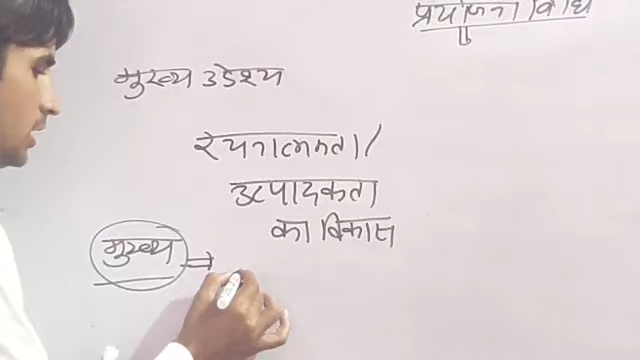 प्रयोजना विधि
मुख्य उद्देश्य
रचनात्मकता/
उत्पादकता
का विकास
मुख्य ⇒